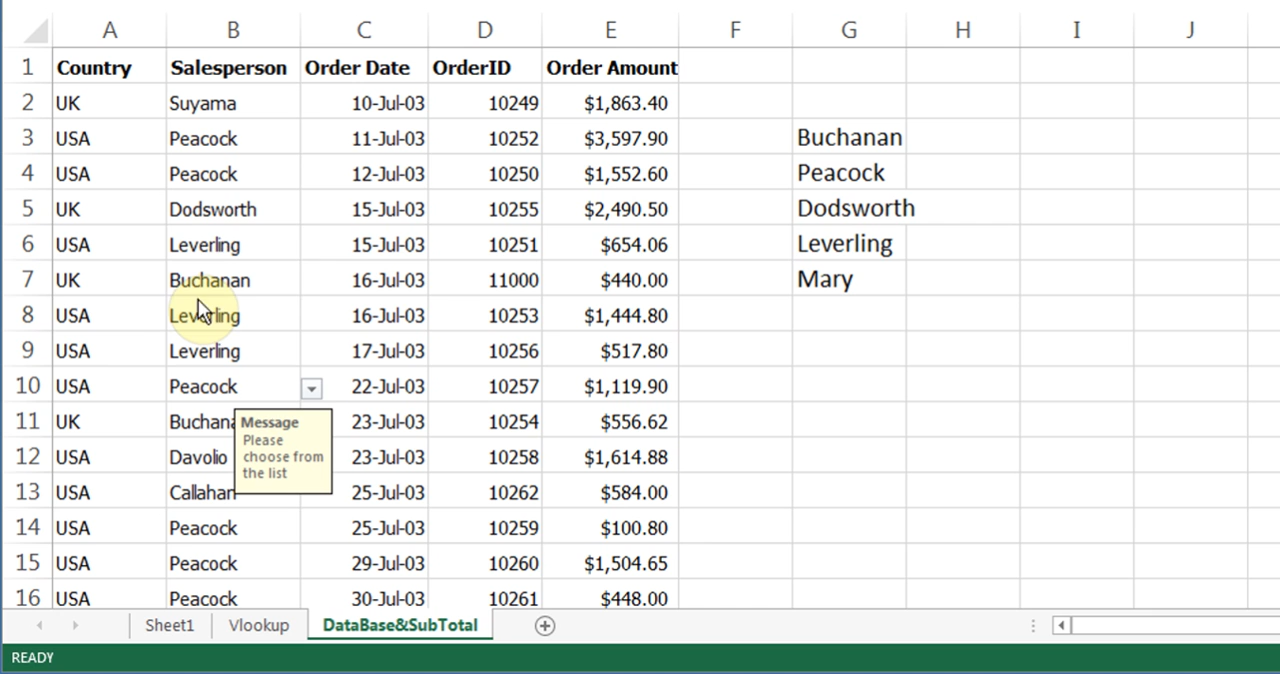 A B C D E F G H I J
1 Country Salesperson Order Date OrderID Order Amount
2 UK Suyama 10-Jul-03 10249 $1,863.40
3 USA Peacock 11-Jul-03 10252 $3,597.90 Buchanan
4 USA Peacock 12-Jul-03 10250 $1,552.60 Peacock
5 UK Dodsworth 15-Jul-03 10255 $2,490.50 Dodsworth
6 USA Leverling 15-Jul-03 10251 $654.06 Leverling
7 UK Buchanan 16-Jul-03 11000 $440.00 Mary
8 USA Leverling 16-Jul-03 10253 $1,444.80
9 USA Leverling 17-Jul-03 10256 $517.80
10 USA Peacock 22-Jul-03 10257 $1,119.90
11 UK Buchana 23-Jul-03 10254 $556.62
12 USA Davolio 23-Jul-03 10258 $1,614.88
13 USA Callahan 25-Jul-03 10262 $584.00
Message
Please
choose from
the list
14 USA Peacock 25-Jul-03 10259 $100.80
15 USA Peacock 29-Jul-03 10260 $1,504.65
16 USA Peacock 30-Jul-03 10261 $448.00
Sheet1 Vlookup DataBase&SubTotal
READY